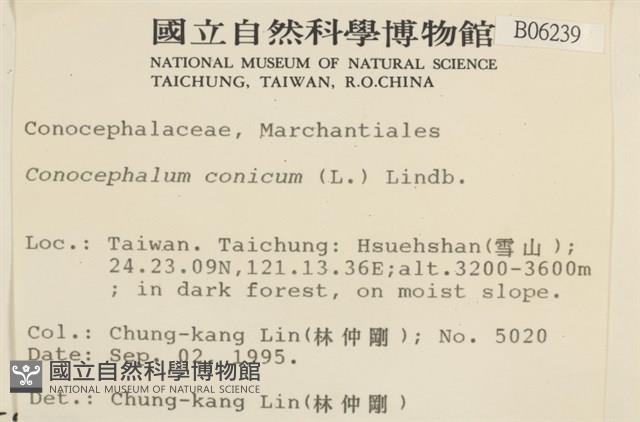 國立自然科學博物館
B06239
NATIONAL MUSEUM OF NATURAL SCIENCE
TAICHUNG, TAIWAN, R.O.CHINA
Conocephalaceae, Marchantiales
Conocephalum conicum (L.) Lindb.
Loc.: Taiwan. Taichung: Hsuehshan(雪山);
24.23.09N,121.13.36E;alt.3200-3600m
; in dark forest, on moist slope.
Col.: Chung-kang Lin(林仲剛); No. 5020
Date: Sep. 02, 1995.
國立自然科學博物館
NATIONAL MUSEUM OF NATURAL SCIENCE
Det.: Chung-kang Lin(林仲剛)